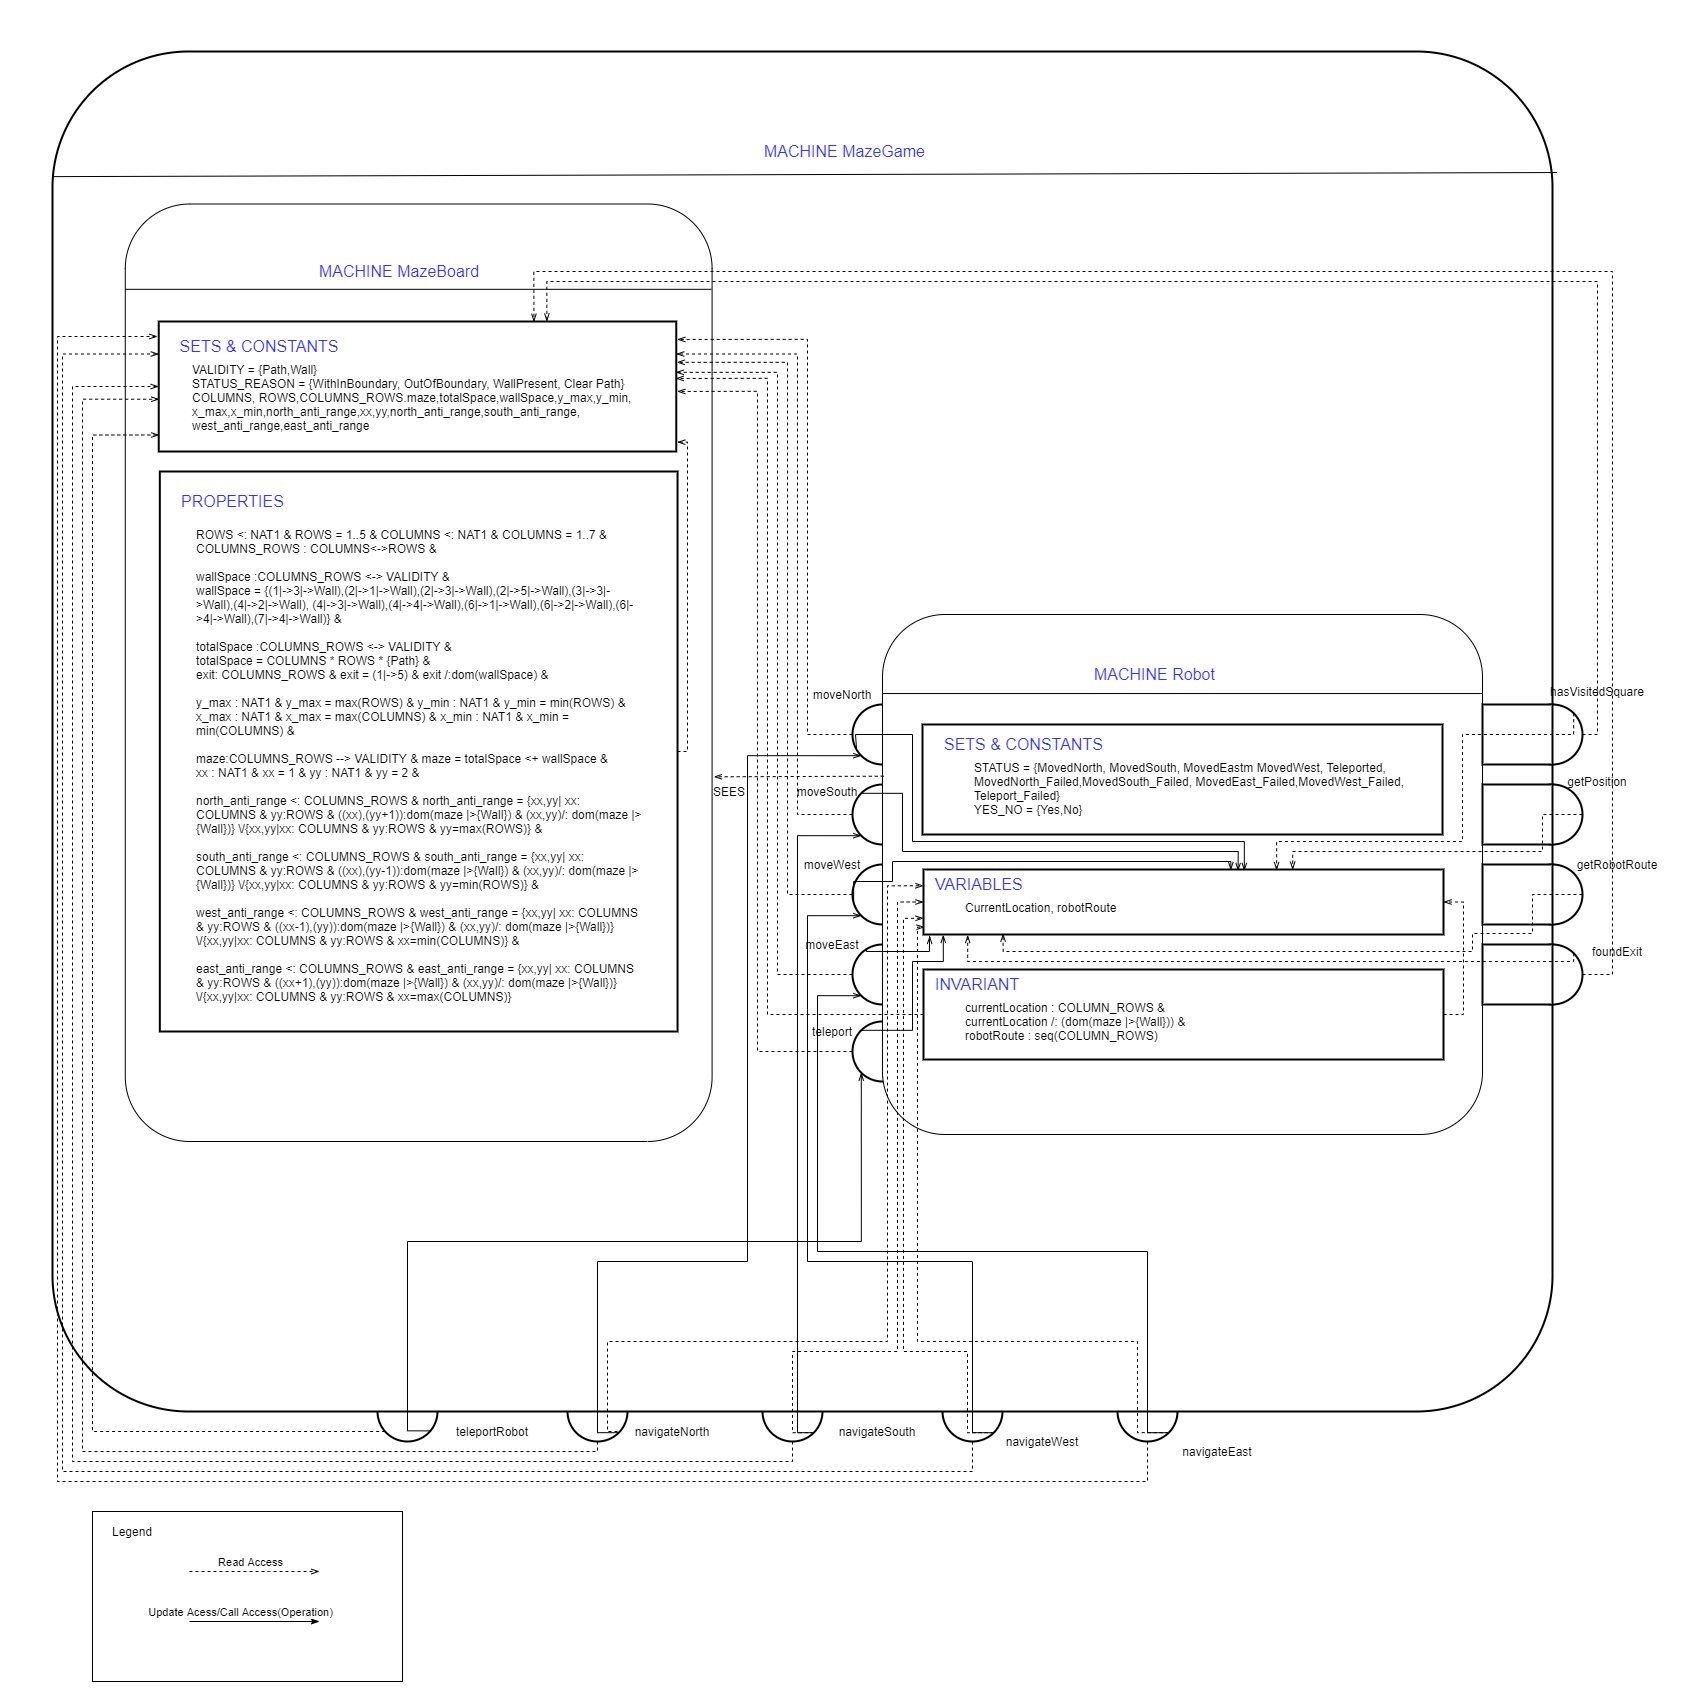 MACHINE MazeGame
MACHINE MazeBoard
SETS & CONSTANTS
VALIDITY = {Path,Wall}
STATUS_REASON = {WithInBoundary, OutOfBoundary, WallPresent, Clear Path}
COLUMNS, ROWS,COLUMNS_ROWS.maze,totalSpace,wallSpace,y_max,y_min,
x_max,x_min,north_anti_range,xx,yy,north_anti_range,south_anti_range,
west_anti_range,east_anti_range
PROPERTIES
ROWS <: NAT1 & ROWS = 1..5 & COLUMNS <: NAT1 & COLUMNS = 1..7 &
COLUMNS_ROWS : COLUMNS<->ROWS &
wallSpace :COLUMNS_ROWS <-> VALIDITY &
wallSpace = {(1|->3|->Wall),(2|->1|->Wall),(2|->3|->Wall),(2|->5|->Wall),(3|->3|-
>Wall),(4|->2|->Wall), (4|->3|->Wall),(4|->4|->Wall),(6|->1|->Wall),(6|->2|->Wall),(6|-
>4|->Wall),(7|->4|->Wall)} &
totalSpace :COLUMNS_ROWS <-> VALIDITY &
totalSpace = COLUMNS * ROWS * {Path} &
exit: COLUMNS_ROWS & exit = (1|->5) & exit /:dom(wallSpace) &
y_max : NAT1 & y_max = max(ROWS) & y_min : NAT1 & y_min = min(ROWS) &
x_max : NAT1 & x_max = max(COLUMNS) & x_min : NAT1 & x_min =
min(COLUMNS) &
maze:COLUMNS_ROWS --> VALIDITY & maze = totalSpace <+ wallSpace &
xx : NAT1 & xx = 1 & yy : NAT1 & yy = 2 &
north_anti_range <: COLUMNS_ROWS & north_anti_range = {xx,yy| xx:
COLUMNS & yy:ROWS & ((xx),(yy+1)):dom(maze |>{Wall}) & (xx,yy)/: dom(maze |>
{Wall})} \/{xx,yy|xx: COLUMNS & yy:ROWS & yy=max(ROWS)} &
south_anti_range <: COLUMNS_ROWS & south_anti_range = {xx,yy| xx:
COLUMNS & yy:ROWS & ((xx),(yy-1)):dom(maze |>{Wall}) & (xx,yy)/: dom(maze |>
{Wall})} \/{xx,yy|xx: COLUMNS & yy:ROWS & yy=min(ROWS)} &
west_anti_range <: COLUMNS_ROWS & west_anti_range = {xx,yy| xx: COLUMNS
& yy:ROWS & ((xx-1),(yy)):dom(maze |>{Wall}) & (xx,yy)/: dom(maze |>{Wall})}
\/{xx,yy|xx: COLUMNS & yy:ROWS & xx=min(COLUMNS)} &
east_anti_range <: COLUMNS_ROWS & east_anti_range = {xx,yy| xx: COLUMNS
& yy:ROWS & ((xx+1),(yy)):dom(maze |>{Wall}) & (xx,yy)/: dom(maze |>{Wall})}
\/{xx,yy|xx: COLUMNS & yy:ROWS & xx=max(COLUMNS)}
SEES
MACHINE Robot
moveNorth
moveSouth
moveWest
moveEast
teleport
SETS & CONSTANTS
STATUS = {MovedNorth, MovedSouth, MovedEastm MovedWest, Teleported,
MovedNorth_Failed,MovedSouth_Failed, MovedEast_Failed,MovedWest_Failed,
Teleport_Failed}
YES_NO = {Yes,No}
VARIABLES
CurrentLocation, robotRoute
INVARIANT
currentLocation : COLUMN_ROWS &
currentLocation /: (dom(maze |>{Wall})) &
robotRoute : seq(COLUMN_ROWS)
hasVisitedSquare
getPosition
getRobotRoute
foundExit
teleportRobot
navigateNorth
navigateSouth
navigateWest
navigateEast
Legend
Read Access
Update Acess/Call Access(Operation)